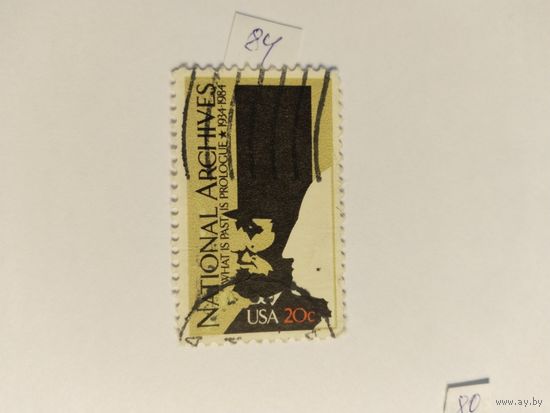 84
NATIONAL ARCHIVES
WHAT IS PAST IS PROLOGUE ★ 1934-1984
USA 20c
80
© www.ay.by